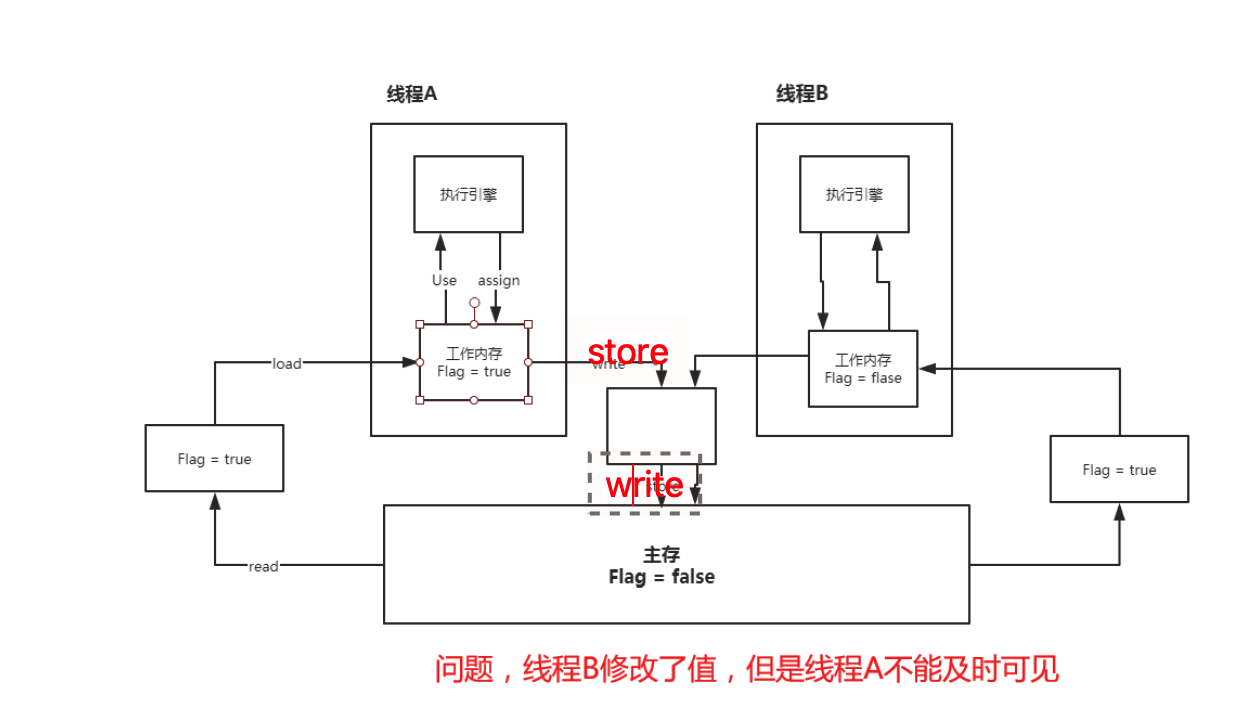 线程A
线程B
执行引擎
执行引擎
Use
assign
工作内存
Flag = true
工作内存
Flag = flase
load
store
write
Flag = true
Flag = true
write
read
主存
Flag = false
问题，线程B修改了值，但是线程A不能及时可见